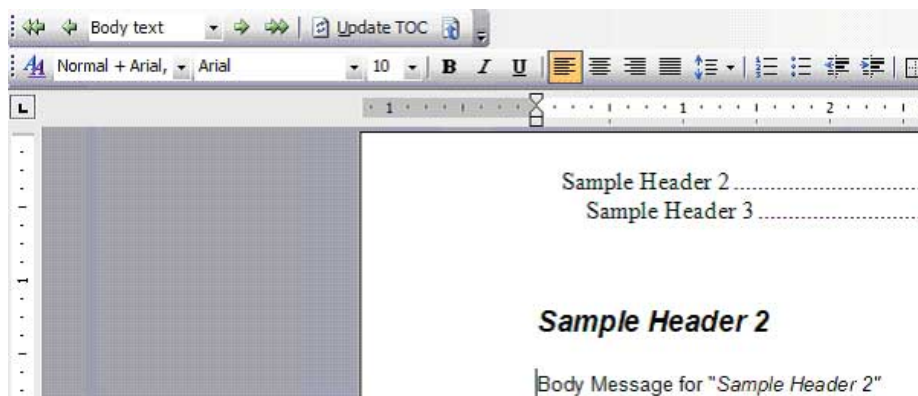 Body text Update TOC
Normal + Arial, Arial 10 B I U
L 1 1 2
Sample Header 2 ..............................
Sample Header 3 ..........................
1
Sample Header 2
Body Message for "Sample Header 2"